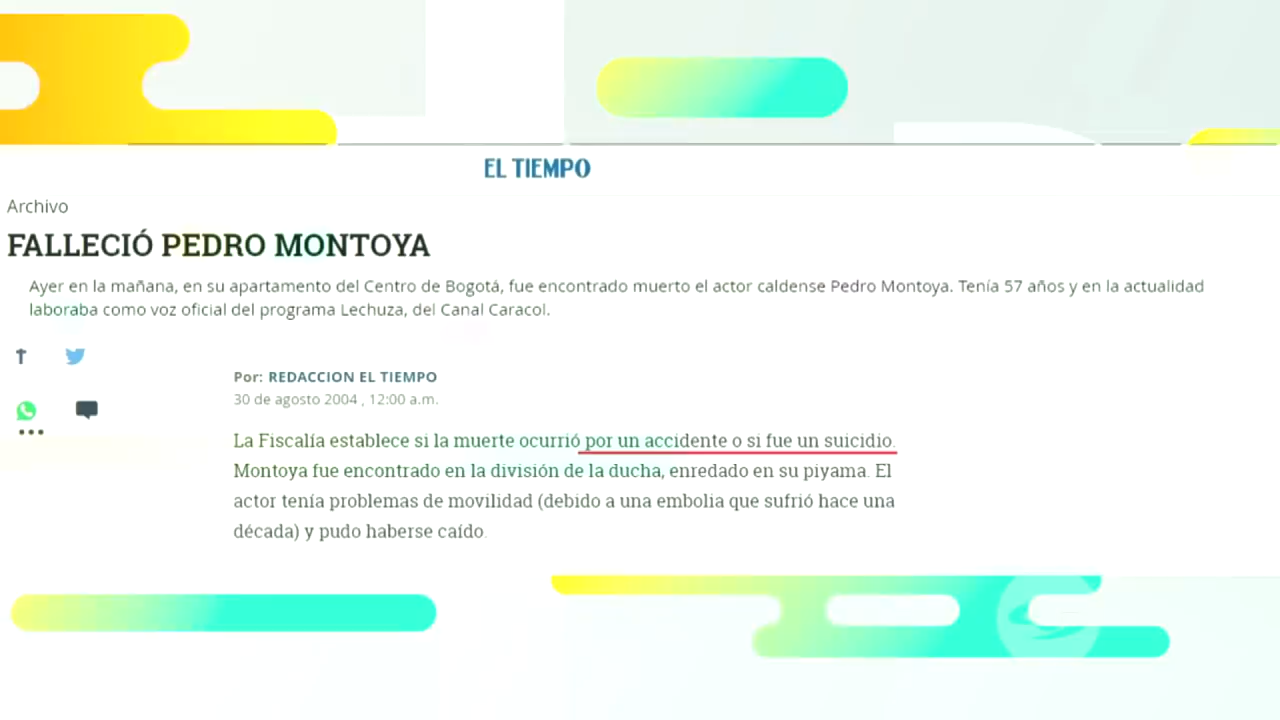 EL TIEMPO
Archivo
FALLECIÓ PEDRO MONTOYA
Ayer en la mañana, en su apartamento del Centro de Bogotá, fue encontrado muerto el actor caldense Pedro Montoya. Tenía 57 años y en la actualidad
laboraba como voz oficial del programa Lechuza, del Canal Caracol.
Por: REDACCION EL TIEMPO
30 de agosto 2004 , 12:00 a.m.
La Fiscalía establece si la muerte ocurrió por un accidente o si fue un suicidio.
Montoya fue encontrado en la división de la ducha, enredado en su piyama. El
actor tenía problemas de movilidad (debido a una embolia que sufrió hace una
década) y pudo haberse caído.